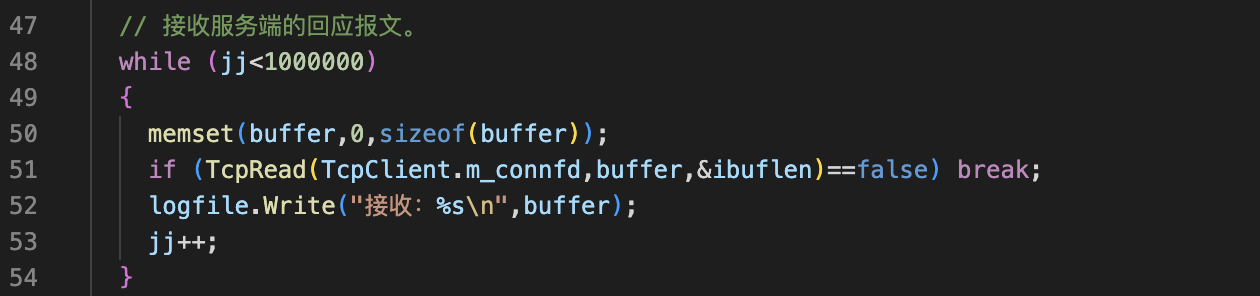 47 // 接收服务端的回应报文。
48 while (jj<1000000)
49 {
50 memset(buffer,0,sizeof(buffer));
51 if (TcpRead(TcpClient.m_connfd,buffer,&ibuflen)==false) break;
52 logfile.Write("接收：%s\n",buffer);
53 jj++;
54 }